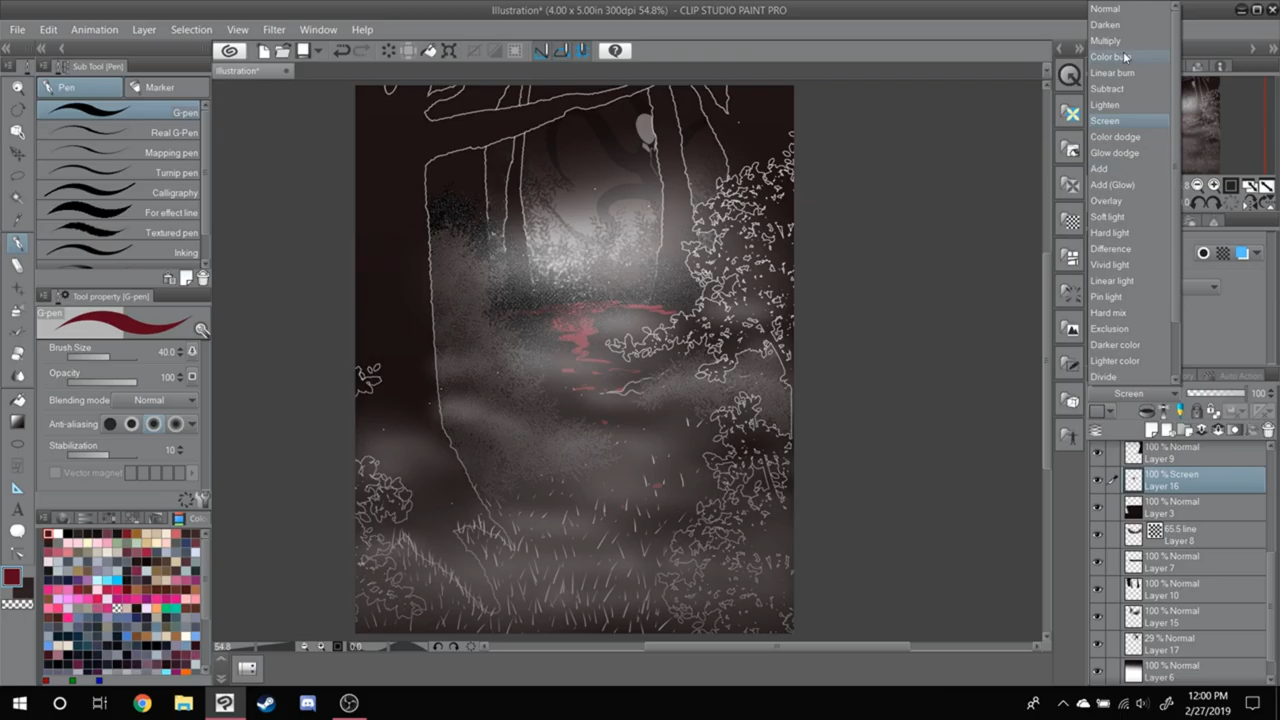 Illustration* (4.00 x 5.00in 300dpi 54.8%) - CLIP STUDIO PAINT PRO
File Edit Animation Layer Selection View Filter Window Help
Sub Tool [Pen]
Illustration*
Pen Marker
G-pen
Real G-Pen
Mapping pen
Turnip pen
Calligraphy
For effect line
Textured pen
Inking
Tool property [G-pen]
G-pen
Brush Size 40.0
Opacity 100
Blending mode Normal
Anti-aliasing
Stabilization 10
Vector magnet
Colo
54.8 0.0
Normal
Darken
Multiply
Color burn
Linear burn
Subtract
Lighten
Screen
Color dodge
Glow dodge
Add
Add (Glow)
Overlay
Soft light
Hard light
Difference
Vivid light
Linear light
Pin light
Hard mix
Exclusion
Darker color
Lighter color
Divide
Auto Action
Screen 100
100 % Normal
Layer 9
100 % Screen
Layer 16
100 % Normal
Layer 3
65.5 line
Layer 8
100 % Normal
Layer 7
100 % Normal
Layer 10
100 % Normal
Layer 15
29 % Normal
Layer 17
100 % Normal
Layer 6
12:00 PM
2/27/2019